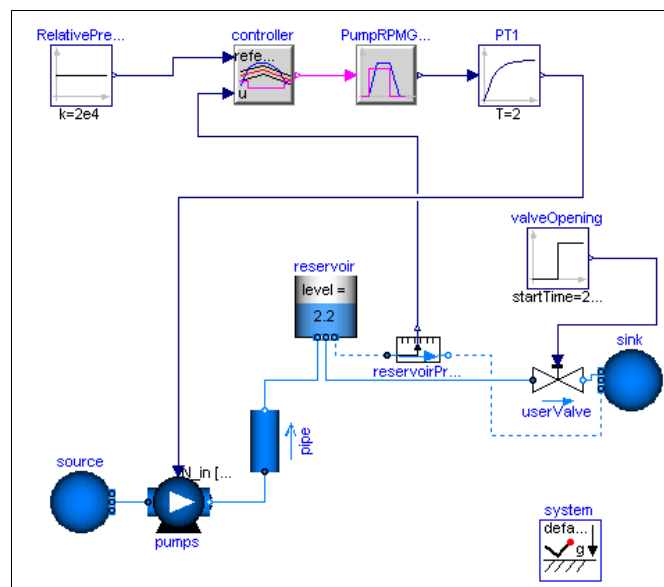 RelativePre...
controller
PumpRPMG...
PT1
refe...
u
k=2e4
T=2
valveOpening
startTime=2...
reservoir
level =
2.2
reservoirPr...
sink
userValve
pipe
source
N_in [...
pumps
system
defa...
g